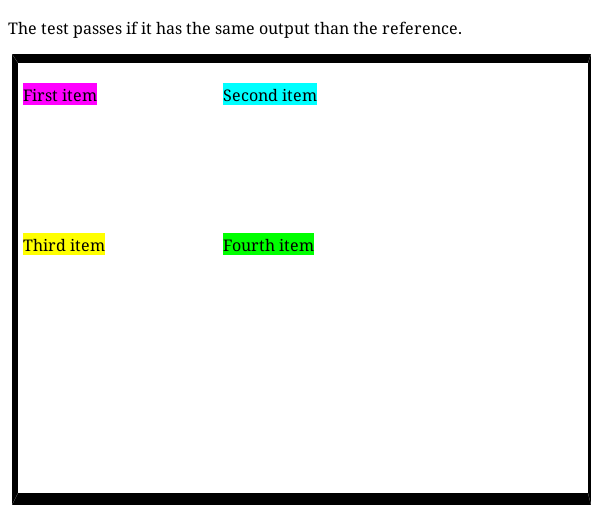 The test passes if it has the same output than the reference.
First item
Second item
Third item
Fourth item